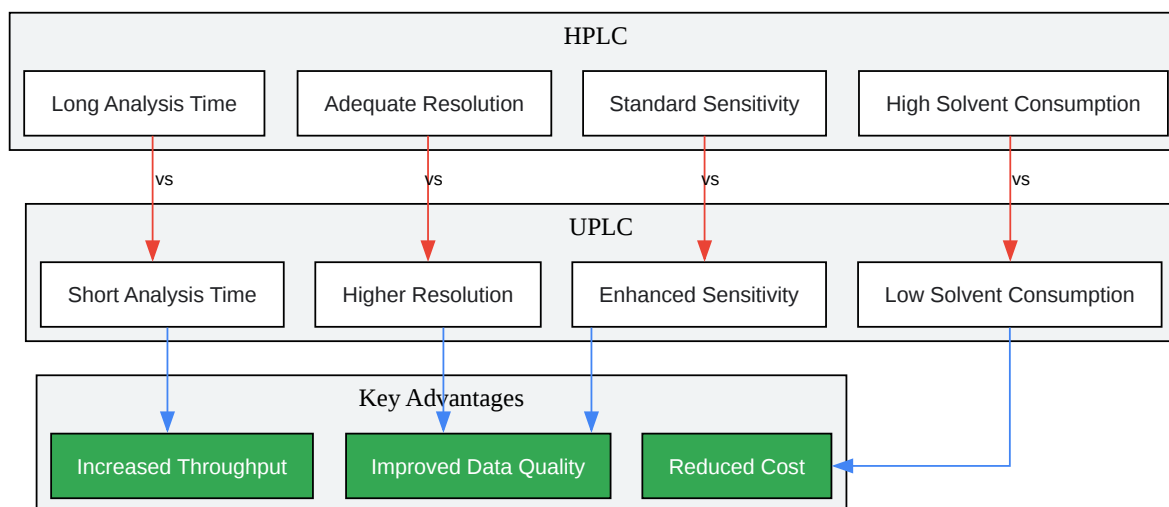 HPLC
Long Analysis Time
Adequate Resolution
Standard Sensitivity
High Solvent Consumption
vs
vs
vs
vs
UPLC
Short Analysis Time
Higher Resolution
Enhanced Sensitivity
Low Solvent Consumption
Key Advantages
Increased Throughput
Improved Data Quality
Reduced Cost